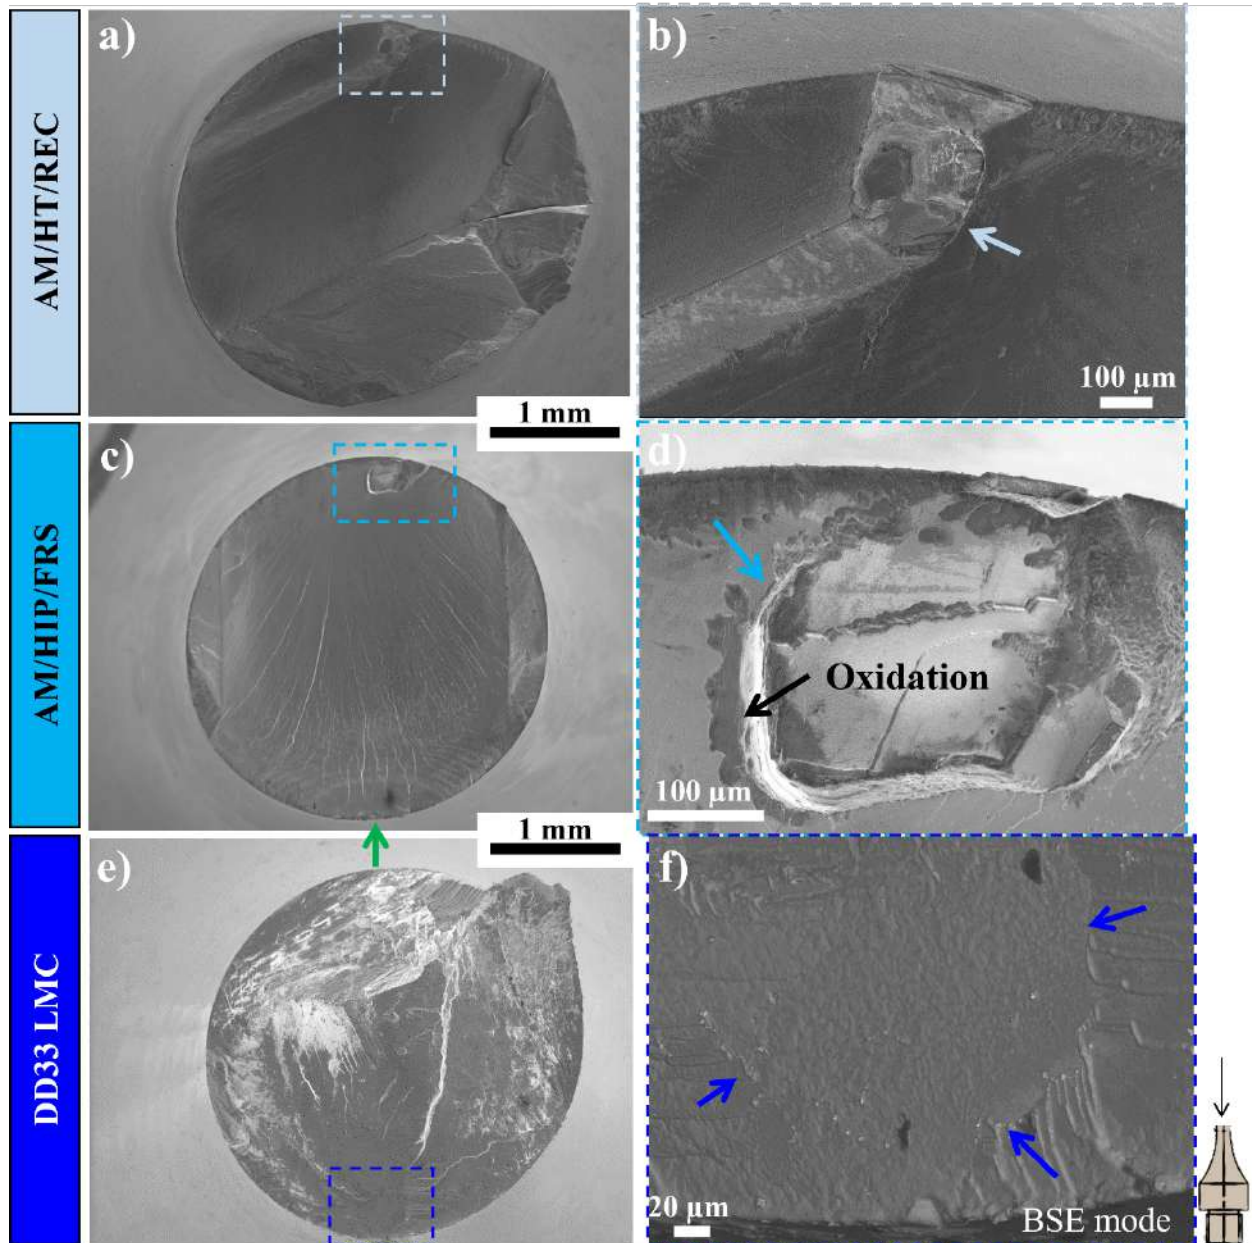 AM/HT/REC
a)
1 mm
b)
100 µm
AM/HIP/FRS
c)
1 mm
d)
Oxidation
100 µm
DD33 LMC
e)
f)
20 µm
BSE mode